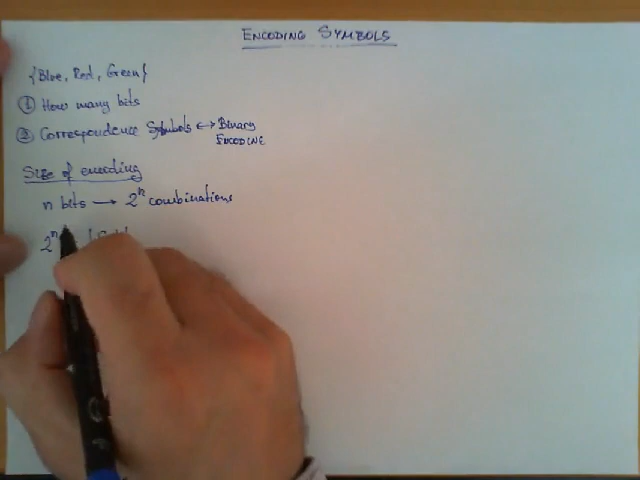 ENCODING SYMBOLS
{Blue, Red, Green}
① How many bits
② Correspondence Symbols ↔ Binary
ENCODING
Size of encoding
n bits → 2ⁿ combinations
2ⁿ